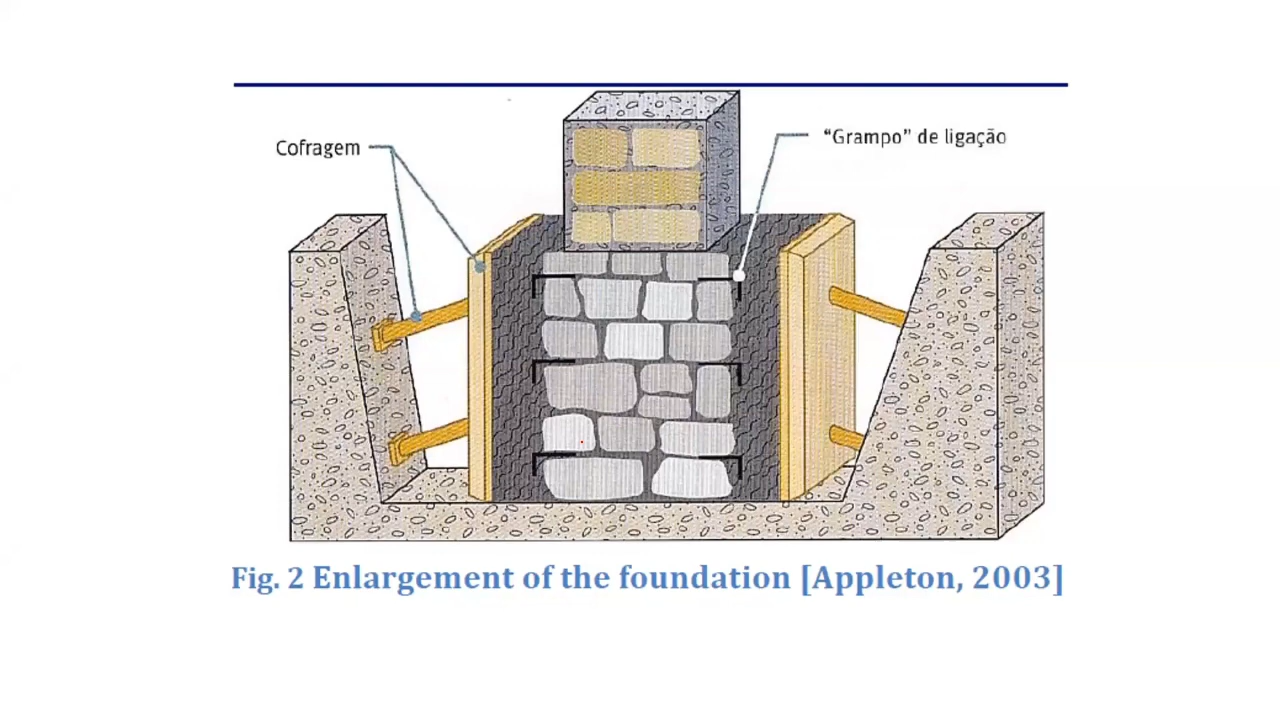 Cofragem
“Grampo” de ligação
Fig. 2 Enlargement of the foundation [Appleton, 2003]